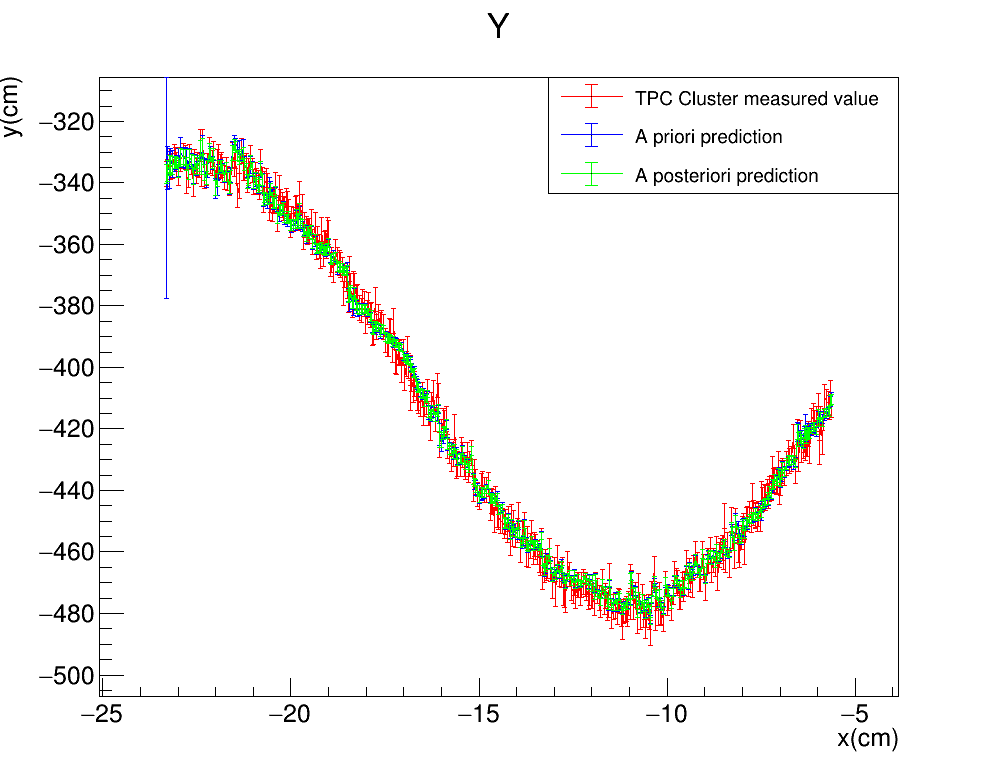 Y
y(cm)
TPC Cluster measured value
A priori prediction
A posteriori prediction
−320
−340
−360
−380
−400
−420
−440
−460
−480
−500
−25 −20 −15 −10 −5
x(cm)